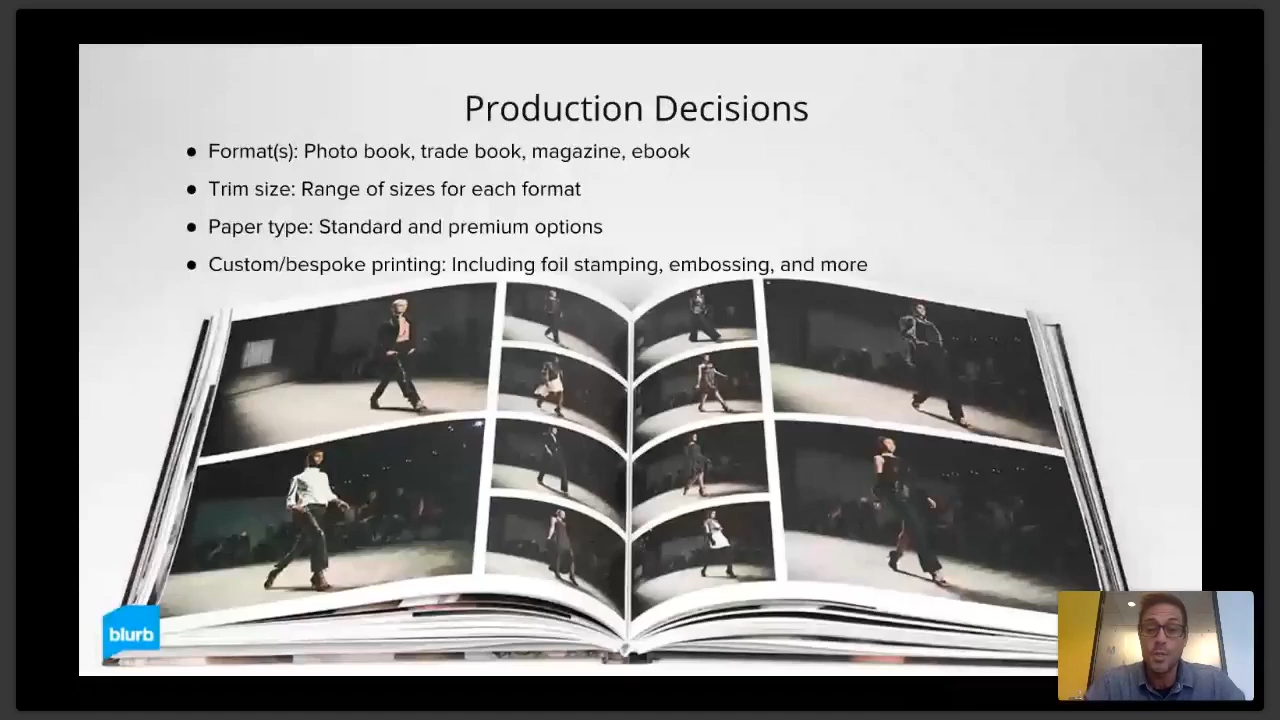 Production Decisions
● Format(s): Photo book, trade book, magazine, ebook
● Trim size: Range of sizes for each format
● Paper type: Standard and premium options
● Custom/bespoke printing: Including foil stamping, embossing, and more
blurb